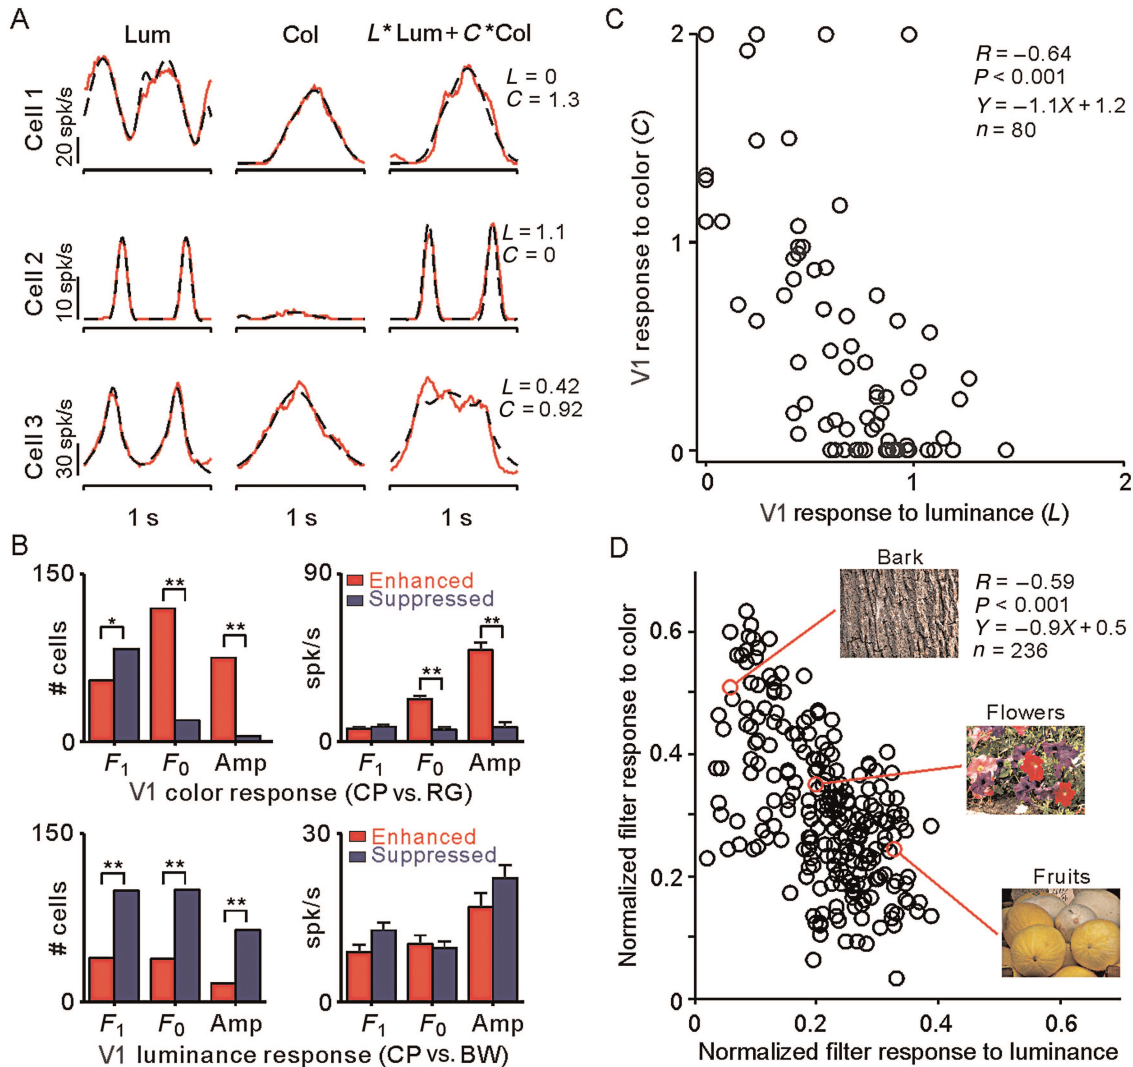 A
Lum
Col
L* Lum + C *Col
Cell 1
20 spk/s
L = 0
C = 1.3
Cell 2
10 spk/s
L = 1.1
C = 0
Cell 3
30 spk/s
L = 0.42
C = 0.92
1 s
1 s
1 s
B
150
# cells
0
*
**
**
F1
F0
Amp
V1 color response (CP vs. RG)
90
spk/s
0
Enhanced
Suppressed
**
**
F1
F0
Amp
150
# cells
0
**
**
**
F1
F0
Amp
V1 luminance response (CP vs. BW)
30
spk/s
0
Enhanced
Suppressed
F1
F0
Amp
C
2
1
0
V1 response to color (C)
R = −0.64
P < 0.001
Y = −1.1X + 1.2
n = 80
0
1
2
V1 response to luminance (L)
D
Bark
R = −0.59
P < 0.001
Y = −0.9X + 0.5
n = 236
Flowers
Fruits
0.6
0.4
0.2
0
Normalized filter response to color
0.2
0.4
0.6
Normalized filter response to luminance